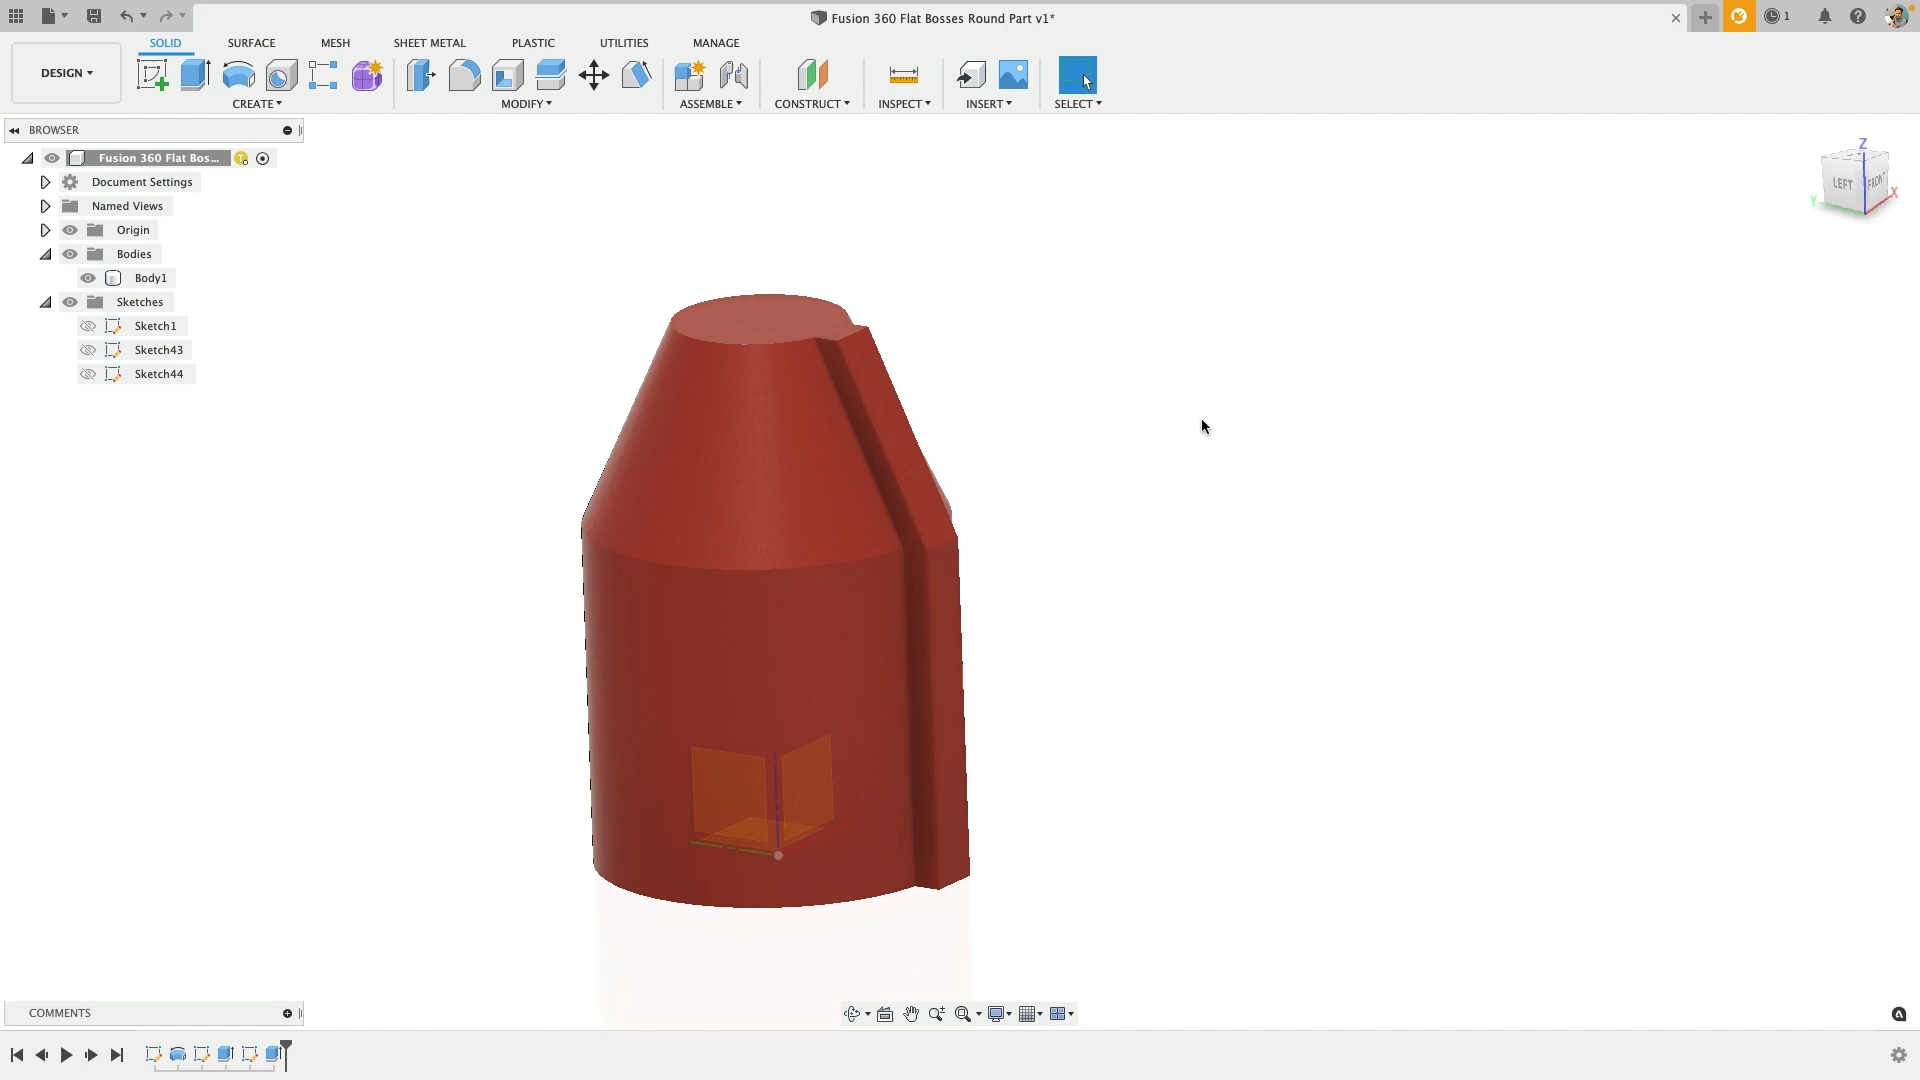 Fusion 360 Flat Bosses Round Part v1*
1
SOLID SURFACE MESH SHEET METAL PLASTIC UTILITIES MANAGE
DESIGN
CREATE MODIFY ASSEMBLE CONSTRUCT INSPECT INSERT SELECT
BROWSER
Fusion 360 Flat Bos...
Document Settings
Named Views
Origin
Bodies
Body1
Sketches
Sketch1
Sketch43
Sketch44
Z
LEFT FRONT
Y X
COMMENTS